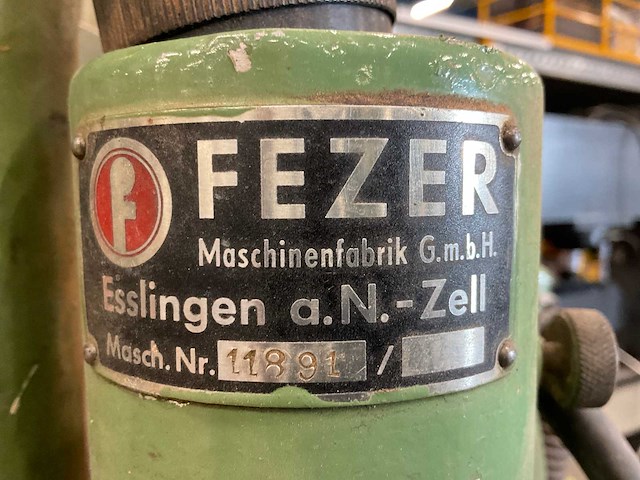 f FEZER
Maschinenfabrik G.m.b.H.
Esslingen a.N.-Zell
Masch.Nr. 11891 /